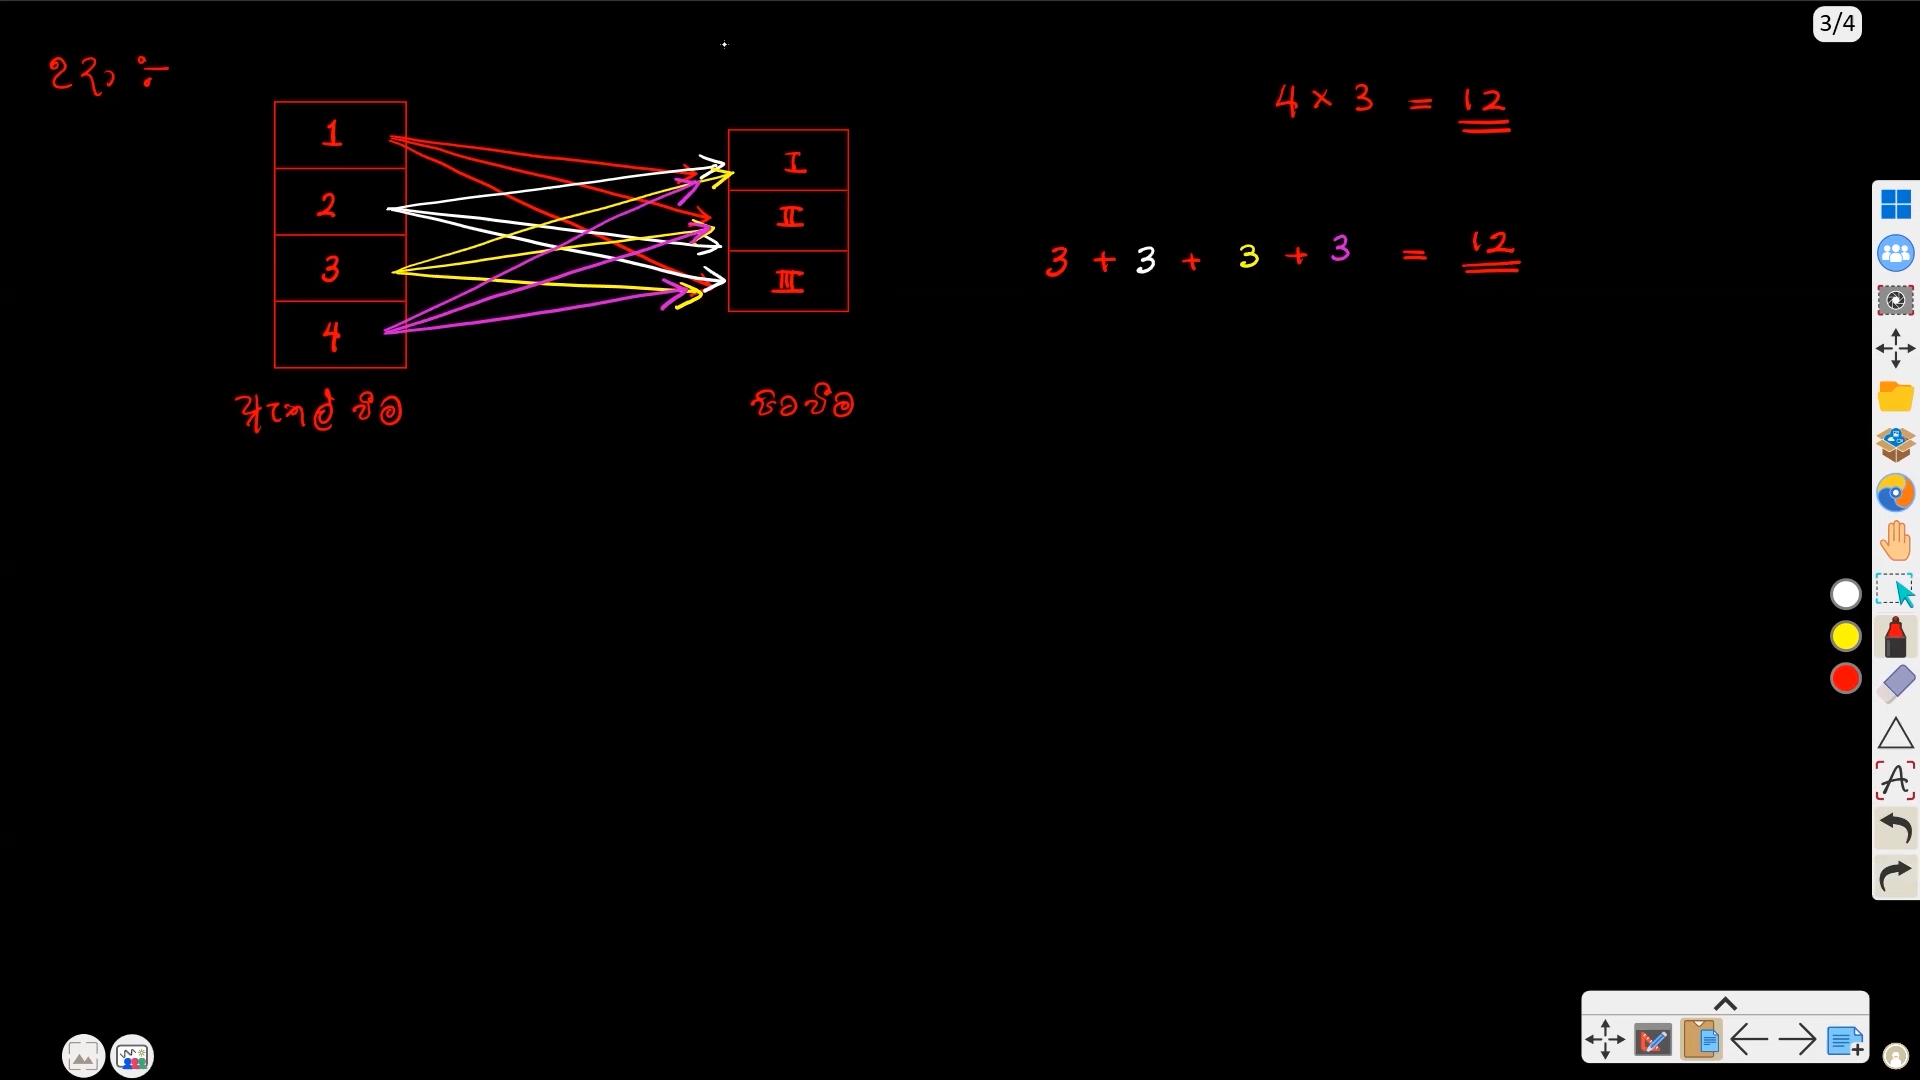 3/4
උදා :-
4 × 3 = 12
1
2
3
4
I
II
III
3 + 3 + 3 + 3 = 12
ඇතුල් වීම
පිටවීම